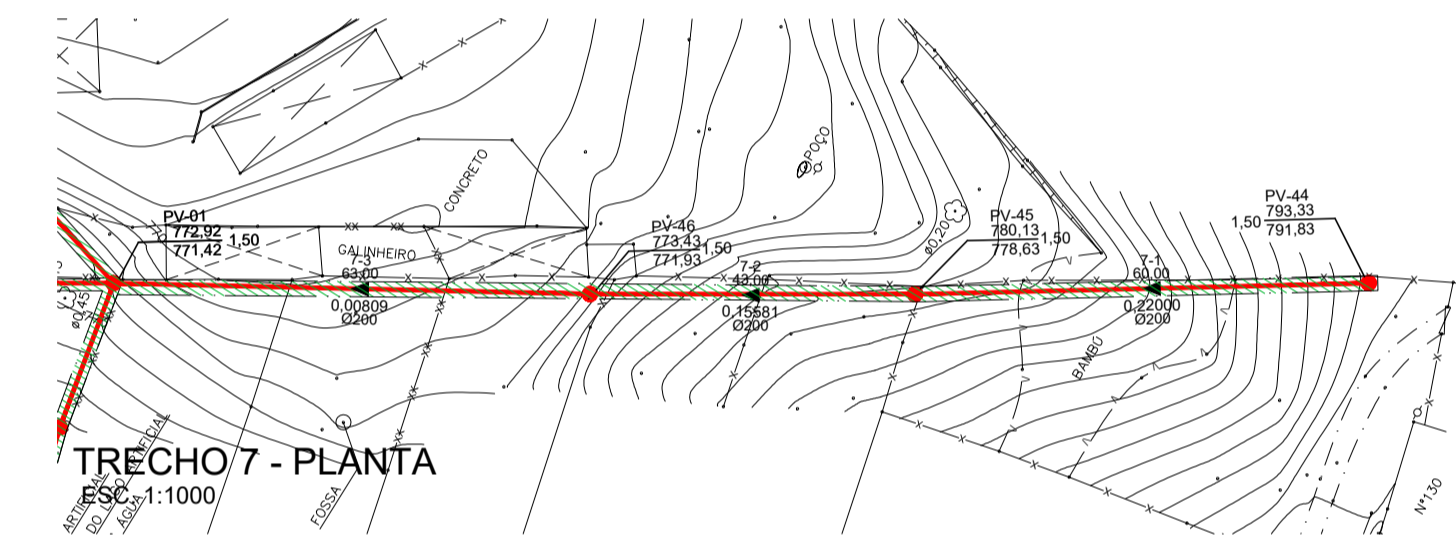 PV-44
793,33
1,50
791,83
PV-01
772,92
1,50
771,42
PV-46
773,43
1,50
771,93
PV-45
780,13
1,50
778,63
CONCRETO
POÇO
ø0,20
GALINHEIRO
7-3
63,00
0,00809
Ø200
7-2
43,00
0,15581
Ø200
7-1
60,00
0,22000
Ø200
ø0,45
BAMBÚ
TRECHO 7 - PLANTA
ESC. 1:1000
ARTIFICIAL
DO LAGO ARTIFICIAL
ÁGUA
FOSSA
N°130